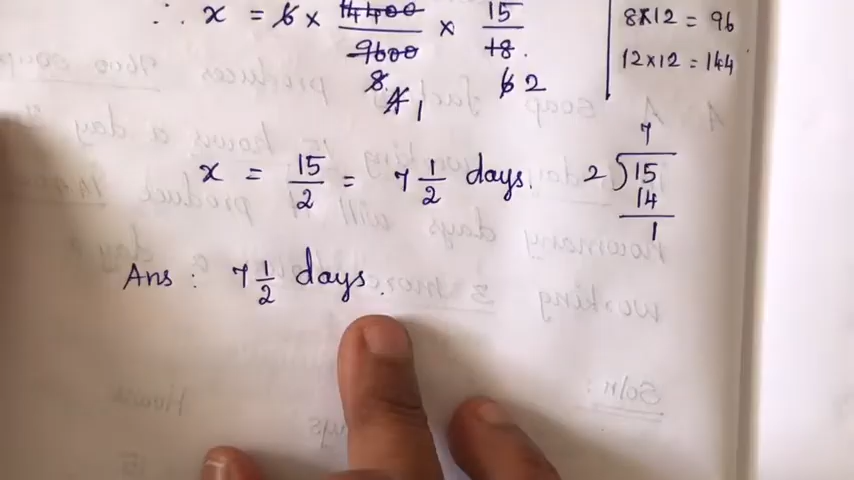 ∴ x = 6 × 14400/9600 × 15/18.
8 6 2
4 1
8×12 = 96
12×12 = 144
x = 15/2 = 7 1/2 days.
7
2 ) 15
14
1
Ans : 7 1/2 days.